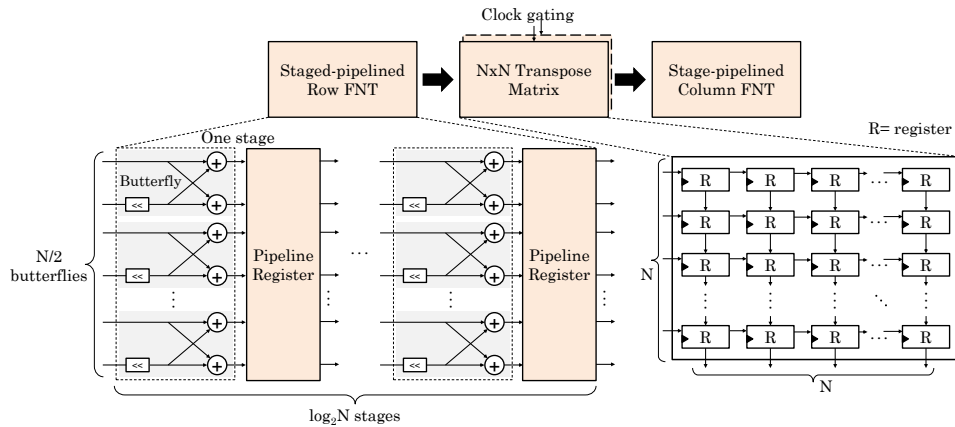 Clock gating
Staged-pipelined
Row FNT
NxN Transpose
Matrix
Stage-pipelined
Column FNT
R= register
One stage
Butterfly
+
<<
+
+
<<
+
+
<<
+
N/2
butterflies
Pipeline
Register
...
+
<<
+
+
<<
+
+
<<
+
Pipeline
Register
log₂N stages
N
R R R R
R R R R
R R R R
R R R R
N